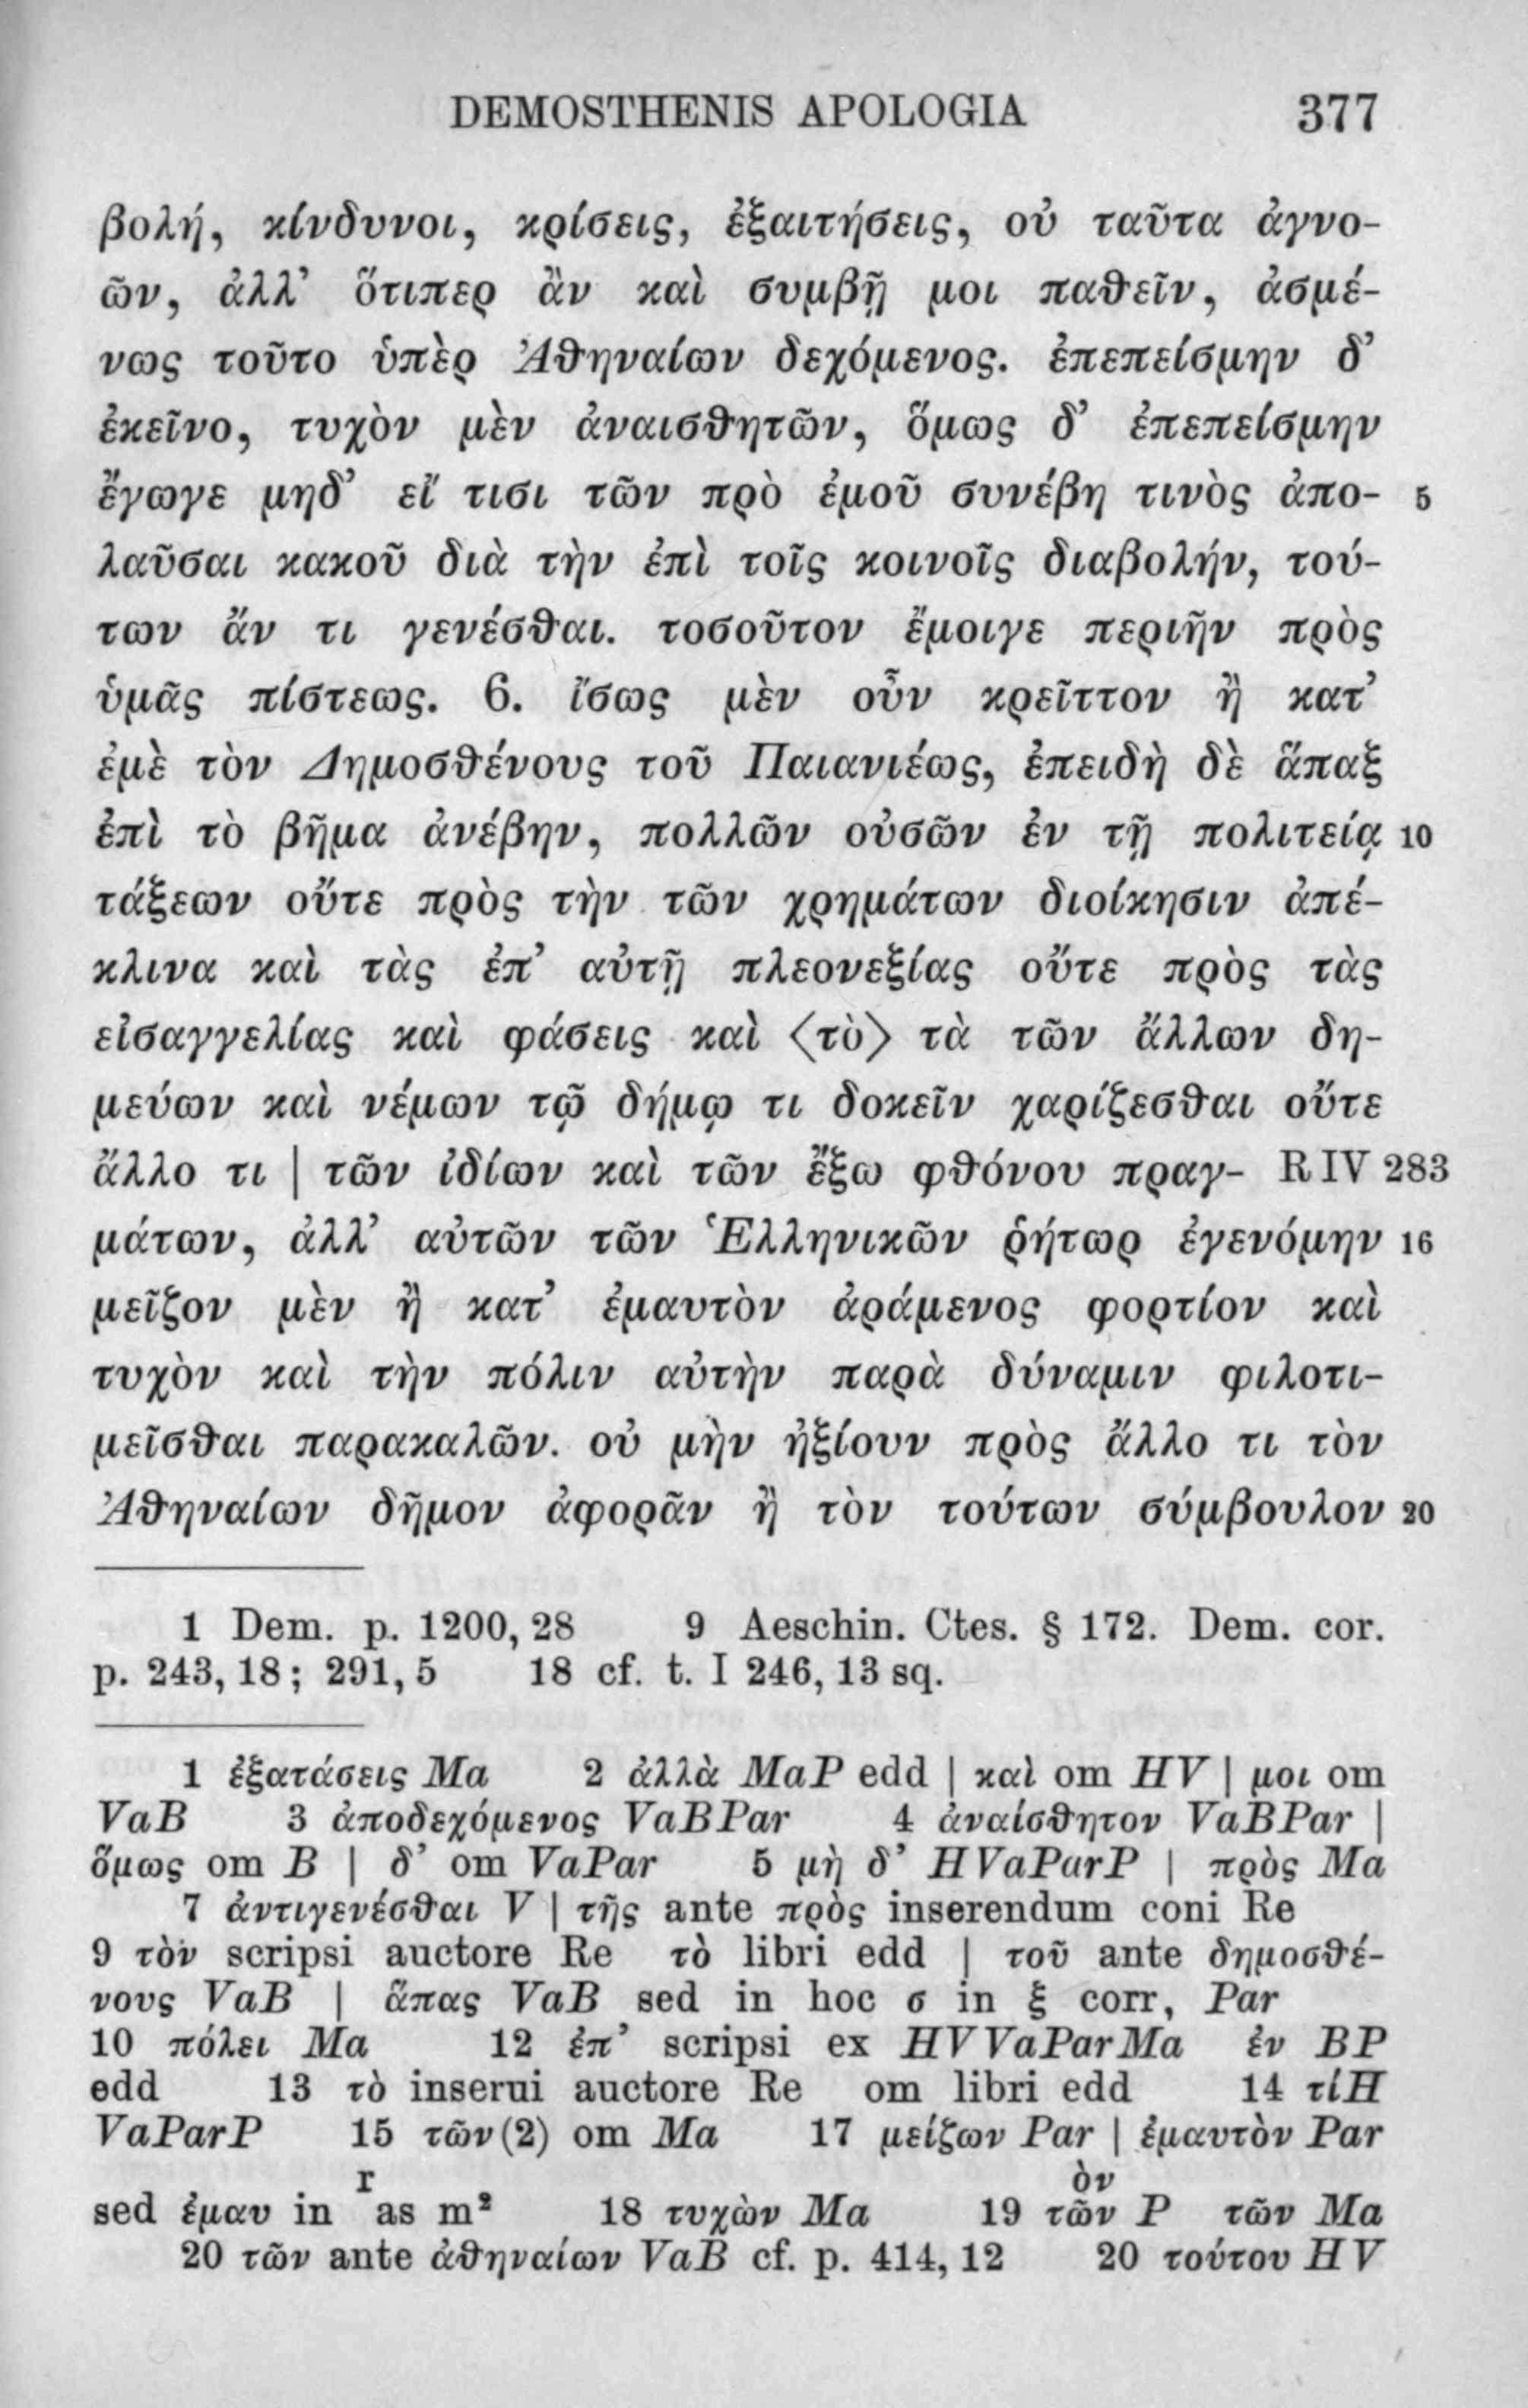 DEMOSTHENIS APOLOGIA 377
βολή, κίνδυνοι, κρίσεις, ἐξαιτήσεις, οὐ ταῦτα ἀγνο-
ῶν, ἀλλ’ ὅτιπερ ἂν καὶ συμβῇ μοι παθεῖν, ἀσμέ-
νως τοῦτο ὑπὲρ Ἀθηναίων δεχόμενος. ἐπεπείσμην δ’
ἐκεῖνο, τυχὸν μὲν ἀναισθητῶν, ὅμως δ’ ἐπεπείσμην
ἔγωγε μηδ’ εἴ τισι τῶν πρὸ ἐμοῦ συνέβη τινὸς ἀπο- 5
λαῦσαι κακοῦ διὰ τὴν ἐπὶ τοῖς κοινοῖς διαβολήν, τού-
των ἄν τι γενέσθαι. τοσοῦτον ἔμοιγε περιῆν πρὸς
ὑμᾶς πίστεως. 6. ἴσως μὲν οὖν κρεῖττον ἢ κατ’
ἐμὲ τὸν Δημοσθένους τοῦ Παιανιέως, ἐπειδὴ δὲ ἅπαξ
ἐπὶ τὸ βῆμα ἀνέβην, πολλῶν οὐσῶν ἐν τῇ πολιτείᾳ 10
τάξεων οὔτε πρὸς τὴν τῶν χρημάτων διοίκησιν ἀπέ-
κλινα καὶ τὰς ἐπ’ αὐτῇ πλεονεξίας οὔτε πρὸς τὰς
εἰσαγγελίας καὶ φάσεις καὶ ⟨τὸ⟩ τὰ τῶν ἄλλων δη-
μεύων καὶ νέμων τῷ δήμῳ τι δοκεῖν χαρίζεσθαι οὔτε
ἄλλο τι | τῶν ἰδίων καὶ τῶν ἔξω φθόνου πραγ- R IV 283
μάτων, ἀλλ’ αὐτῶν τῶν Ἑλληνικῶν ῥήτωρ ἐγενόμην 16
μεῖζον μὲν ἢ κατ’ ἐμαυτὸν ἀράμενος φορτίον καὶ
τυχὸν καὶ τὴν πόλιν αὐτὴν παρὰ δύναμιν φιλοτι-
μεῖσθαι παρακαλῶν. οὐ μὴν ἠξίουν πρὸς ἄλλο τι τὸν
Ἀθηναίων δῆμον ἀφορᾶν ἢ τὸν τούτων σύμβουλον 20
1 Dem. p. 1200, 28 9 Aeschin. Ctes. § 172. Dem. cor.
p. 243, 18; 291, 5 18 cf. t. I 246, 13 sq.
1 ἐξατάσεις Ma 2 ἀλλὰ MaP edd | καὶ om HV | μοι om
VaB 3 ἀποδεχόμενος VaBPar 4 ἀναίσθητον VaBPar |
ὅμως om B | δ’ om VaPar 5 μὴ δ’ HVaParP | πρὸς Ma
7 ἀντιγενέσθαι V | τῆς ante πρὸς inserendum coni Re
9 τὸν scripsi auctore Re τὸ libri edd | τοῦ ante δημοσθέ-
νους VaB | ἅπας VaB sed in hoc σ in ξ corr, Par
10 πόλει Ma 12 ἐπ’ scripsi ex HVVaParMa ἐν BP
edd 13 τὸ inserui auctore Re om libri edd 14 τί H
VaParP 15 τῶν (2) om Ma 17 μείζων Par | ἐμαυτὸν Par
r ὸν
sed ἐμαυ in as m² 18 τυχὼν Ma 19 τῶν P τῶν Ma
20 τῶν ante ἀθηναίων VaB cf. p. 414, 12 20 τούτου HV